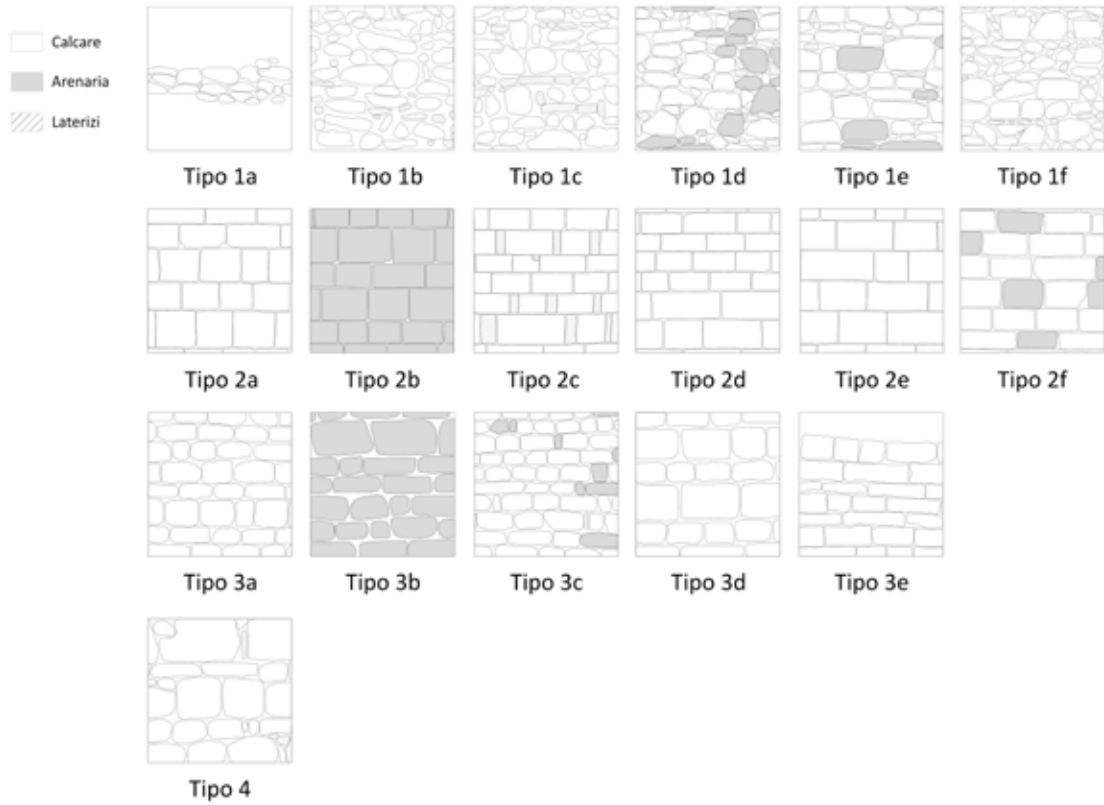 Calcare
Arenaria
Laterizi
Tipo 1a
Tipo 1b
Tipo 1c
Tipo 1d
Tipo 1e
Tipo 1f
Tipo 2a
Tipo 2b
Tipo 2c
Tipo 2d
Tipo 2e
Tipo 2f
Tipo 3a
Tipo 3b
Tipo 3c
Tipo 3d
Tipo 3e
Tipo 4